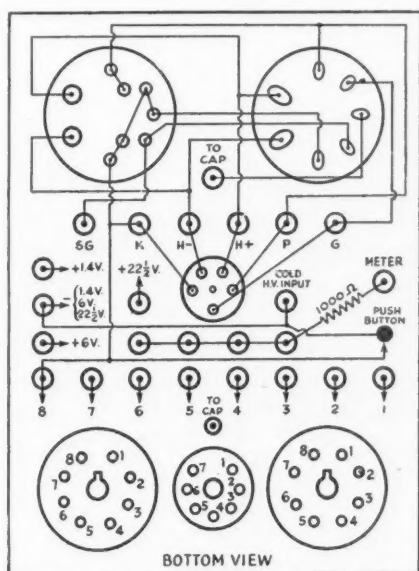 TO CAP
SG K H- H+ P G
+1.4V. +22½V. COLD H.V. INPUT METER
- { 1.4V. 6V. 22½V.
1000Ω
PUSH BUTTON
+6V.
8 7 6 5 4 3 2 1
TO CAP
8 1 7 2 6 3 5 4
7 1 6 2 3 5 4
8 1 7 2 6 3 5 4
BOTTOM VIEW